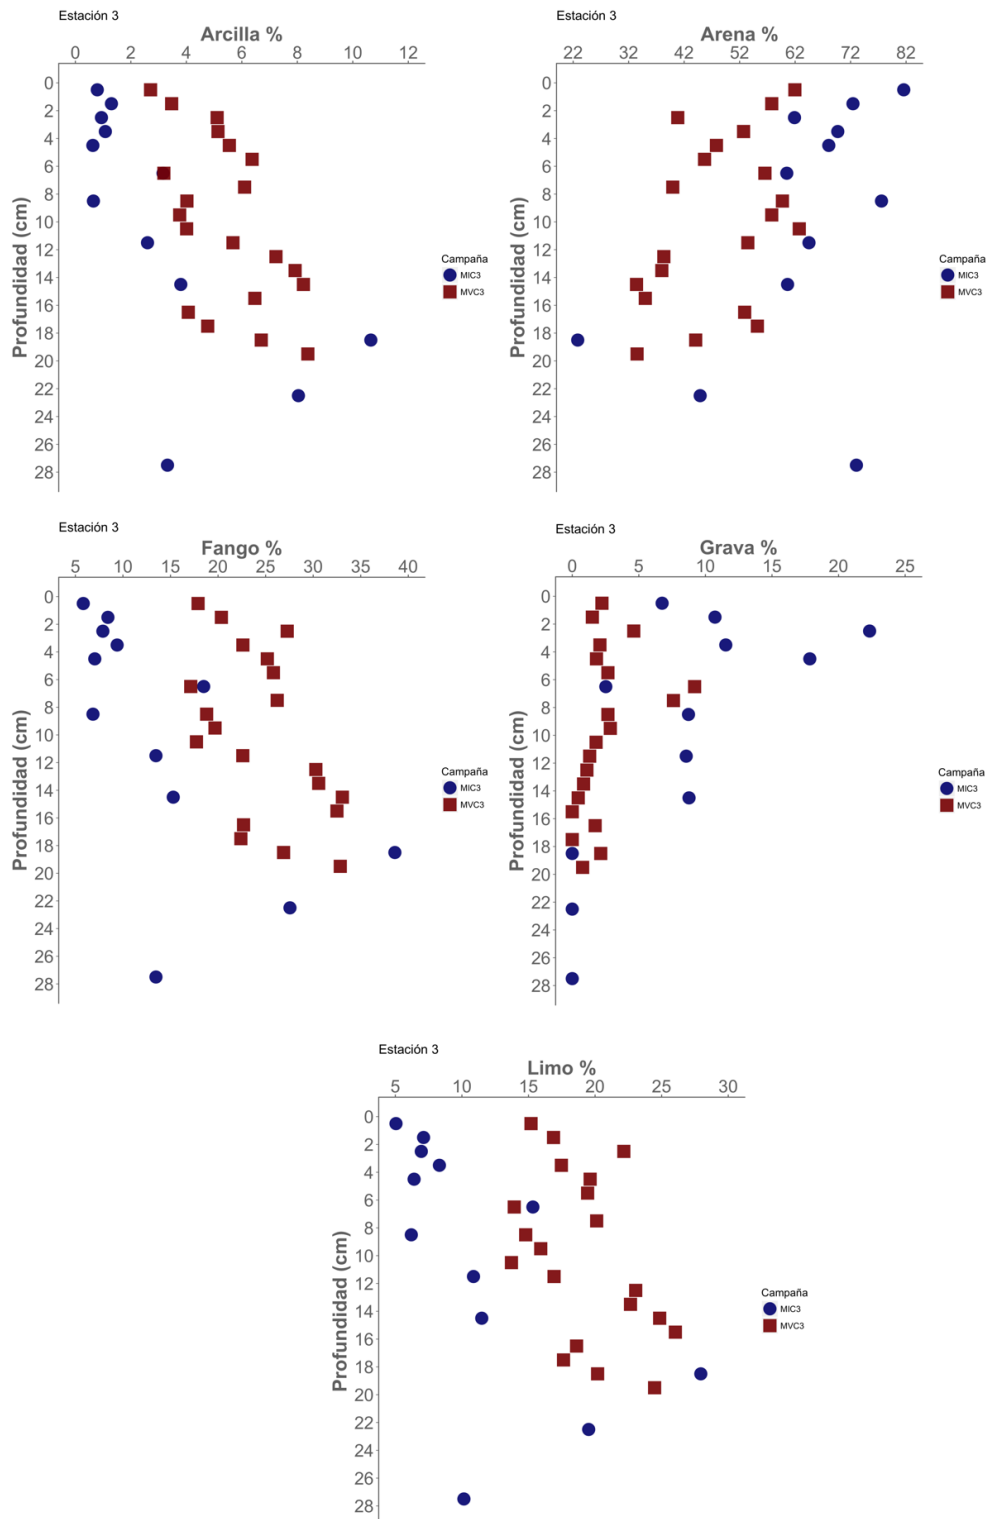 Estación 3
Arcilla %
0 2 4 6 8 10 12
0
2
4
6
8
10
12
14
16
18
20
22
24
26
28
Profundidad (cm)
Campaña
MIC3
MVC3
Estación 3
Arena %
22 32 42 52 62 72 82
0
2
4
6
8
10
12
14
16
18
20
22
24
26
28
Profundidad (cm)
Campaña
MIC3
MVC3
Estación 3
Fango %
5 10 15 20 25 30 35 40
0
2
4
6
8
10
12
14
16
18
20
22
24
26
28
Profundidad (cm)
Campaña
MIC3
MVC3
Estación 3
Grava %
0 5 10 15 20 25
0
2
4
6
8
10
12
14
16
18
20
22
24
26
28
Profundidad (cm)
Campaña
MIC3
MVC3
Estación 3
Limo %
5 10 15 20 25 30
0
2
4
6
8
10
12
14
16
18
20
22
24
26
28
Profundidad (cm)
Campaña
MIC3
MVC3